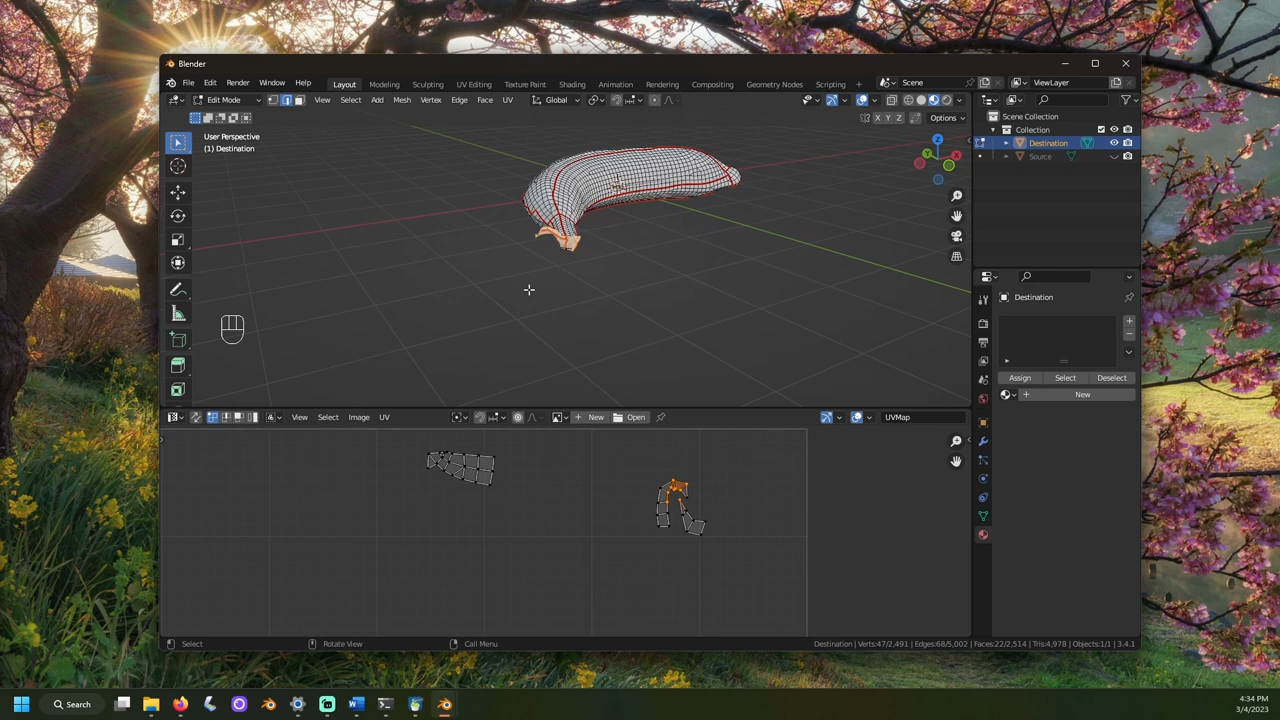 Blender
File Edit Render Window Help Layout Modeling Sculpting UV Editing Texture Paint Shading Animation Rendering Compositing Geometry Nodes Scripting Scene ViewLayer
Edit Mode View Select Add Mesh Vertex Edge Face UV Global
X Y Z Options
User Perspective
(1) Destination
Z
Y
X
Scene Collection
Collection
Destination
Source
Destination
Assign Select Deselect
New
View Select Image UV New Open UVMap
Select Rotate View Call Menu Destination | Verts:47/2,491 | Edges:68/5,002 | Faces:22/2,514 | Tris:4,978 | Objects:1/1 | 3.4.1
Search
4:34 PM
3/4/2023